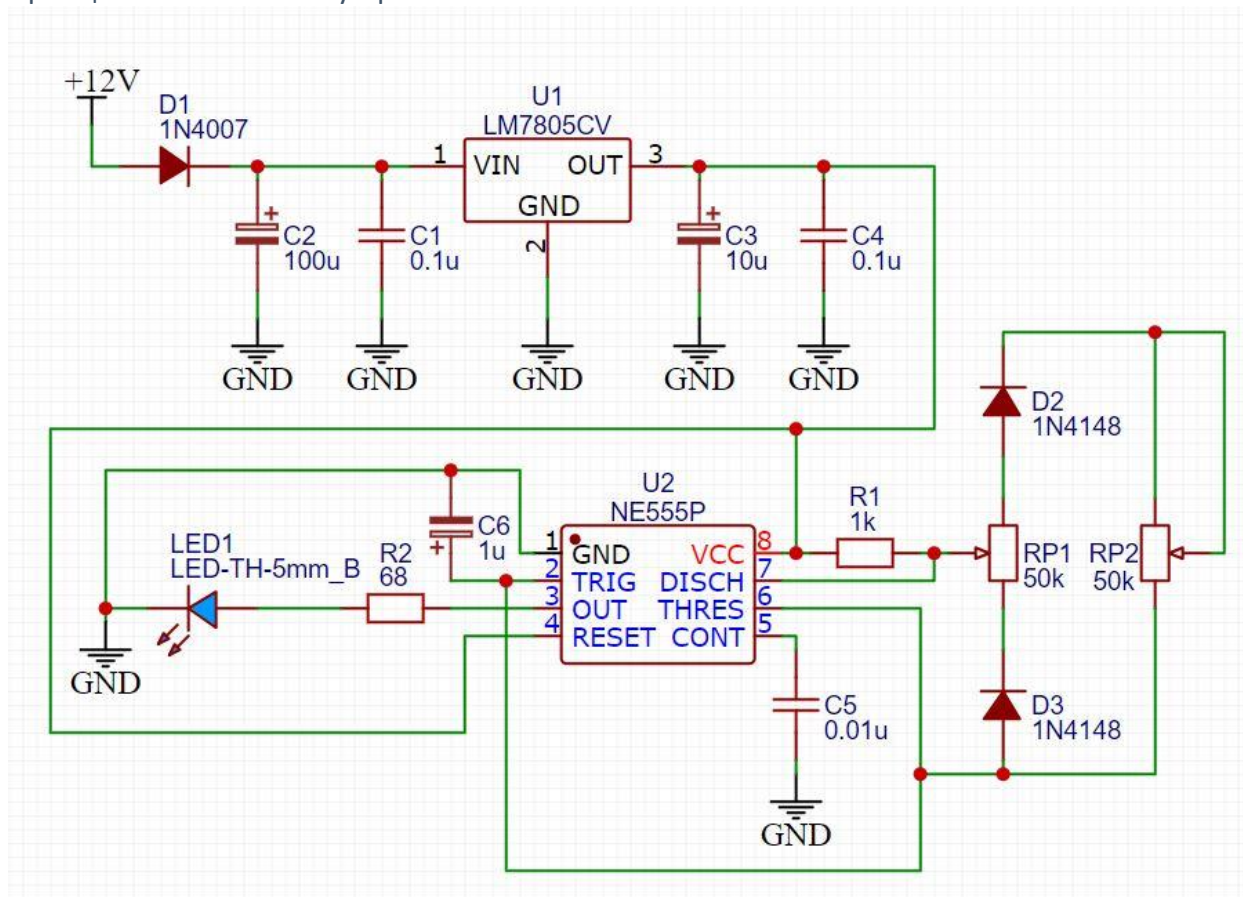 +12V
D1
1N4007
U1
LM7805CV
1
VIN
OUT
3
GND
2
C2
100u
C1
0.1u
C3
10u
C4
0.1u
GND
GND
GND
GND
GND
D2
1N4148
U2
NE555P
R1
1k
C6
1u
LED1
LED-TH-5mm_B
R2
68
1
GND
VCC
8
2
TRIG
DISCH
7
3
OUT
THRES
6
4
RESET
CONT
5
RP1
50k
RP2
50k
GND
C5
0.01u
D3
1N4148
GND